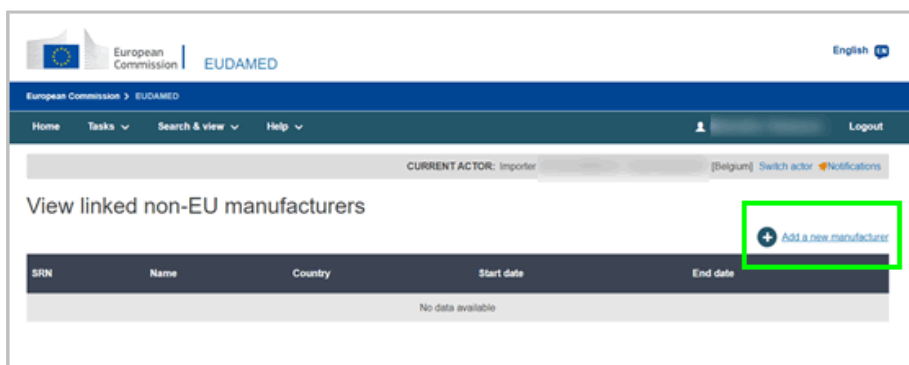 European
Commission
EUDAMED
English EN
European Commission > EUDAMED
Home Tasks Search & view Help Logout
CURRENT ACTOR: Importer [Belgium] Switch actor Notifications
View linked non-EU manufacturers
Add a new manufacturer
SRN Name Country Start date End date
No data available